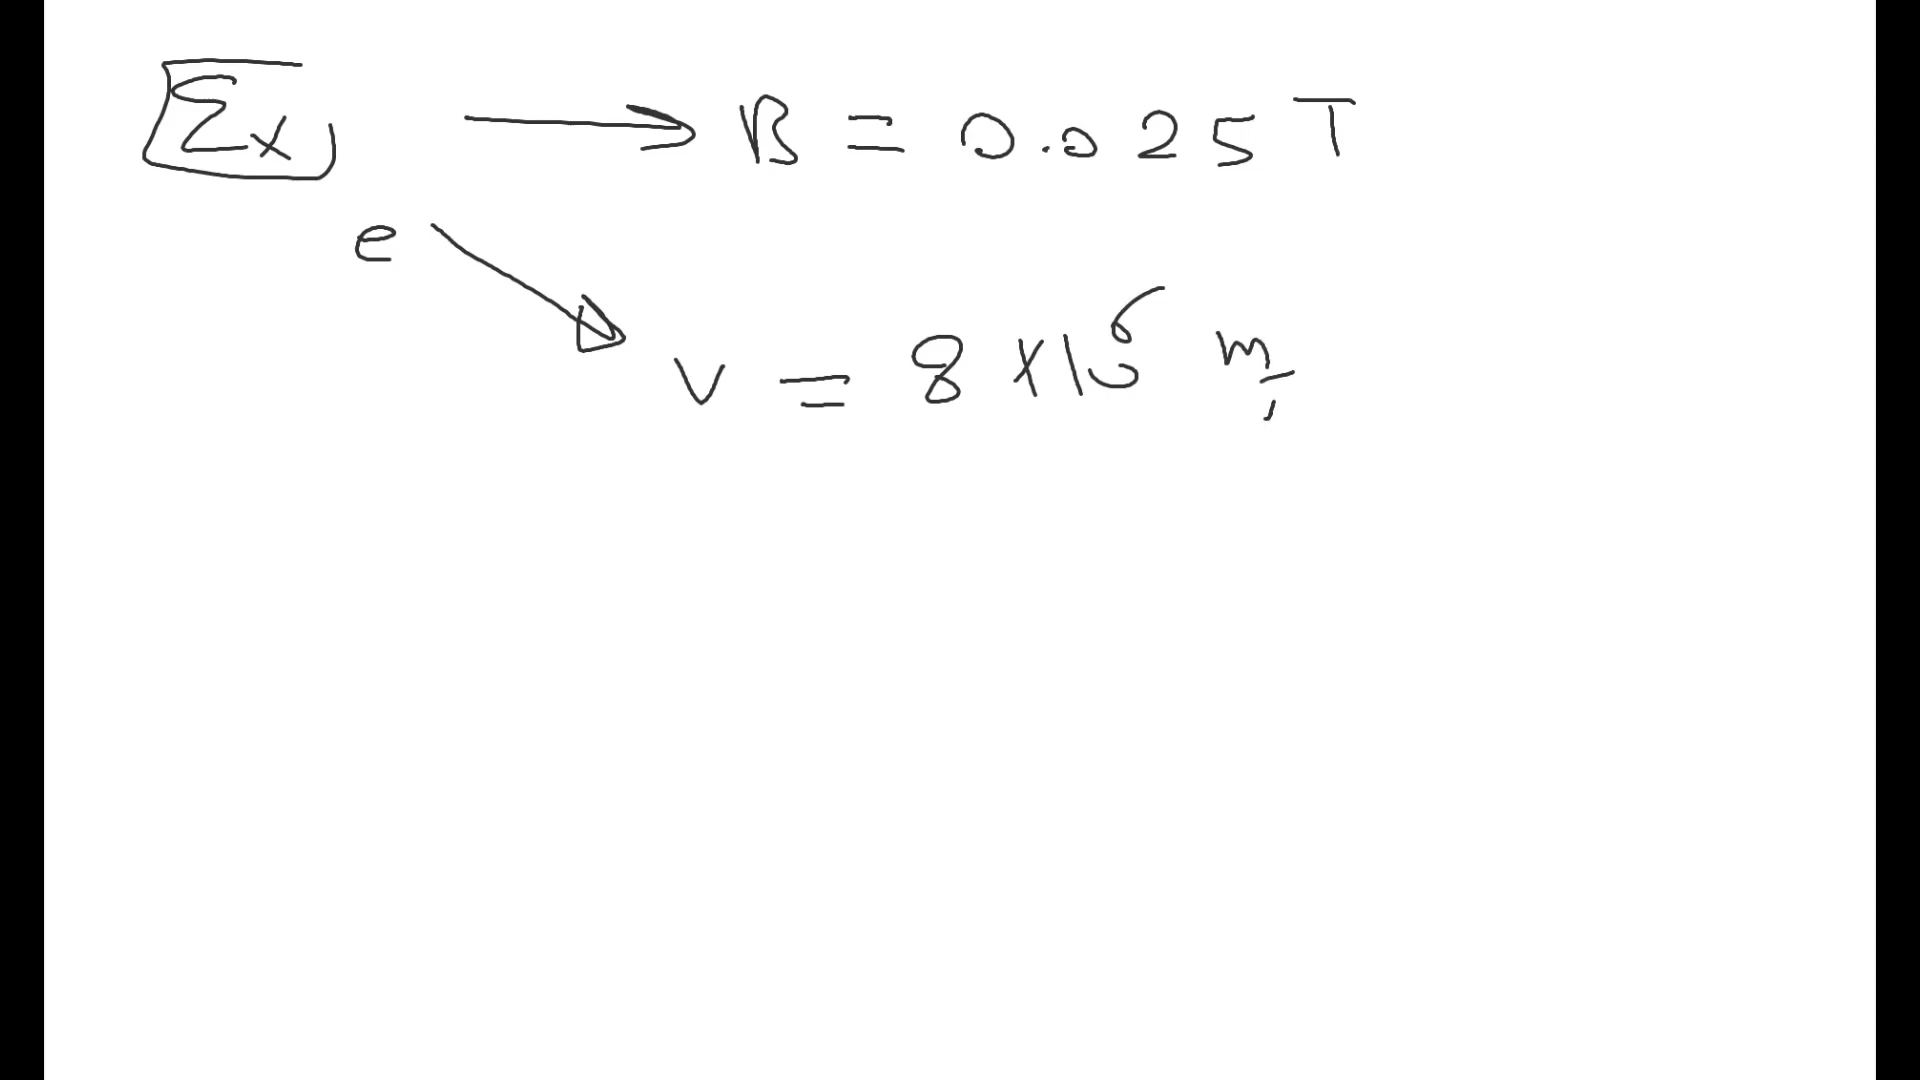 Ex B = 0.025 T
e
v = 8 × 10⁶ m/